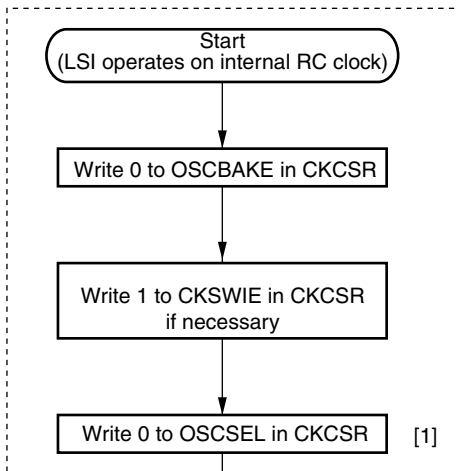 Start
(LSI operates on internal RC clock)
Write 0 to OSCBAKE in CKCSR
Write 1 to CKSWIE in CKCSR
if necessary
Write 0 to OSCSEL in CKCSR
[1]